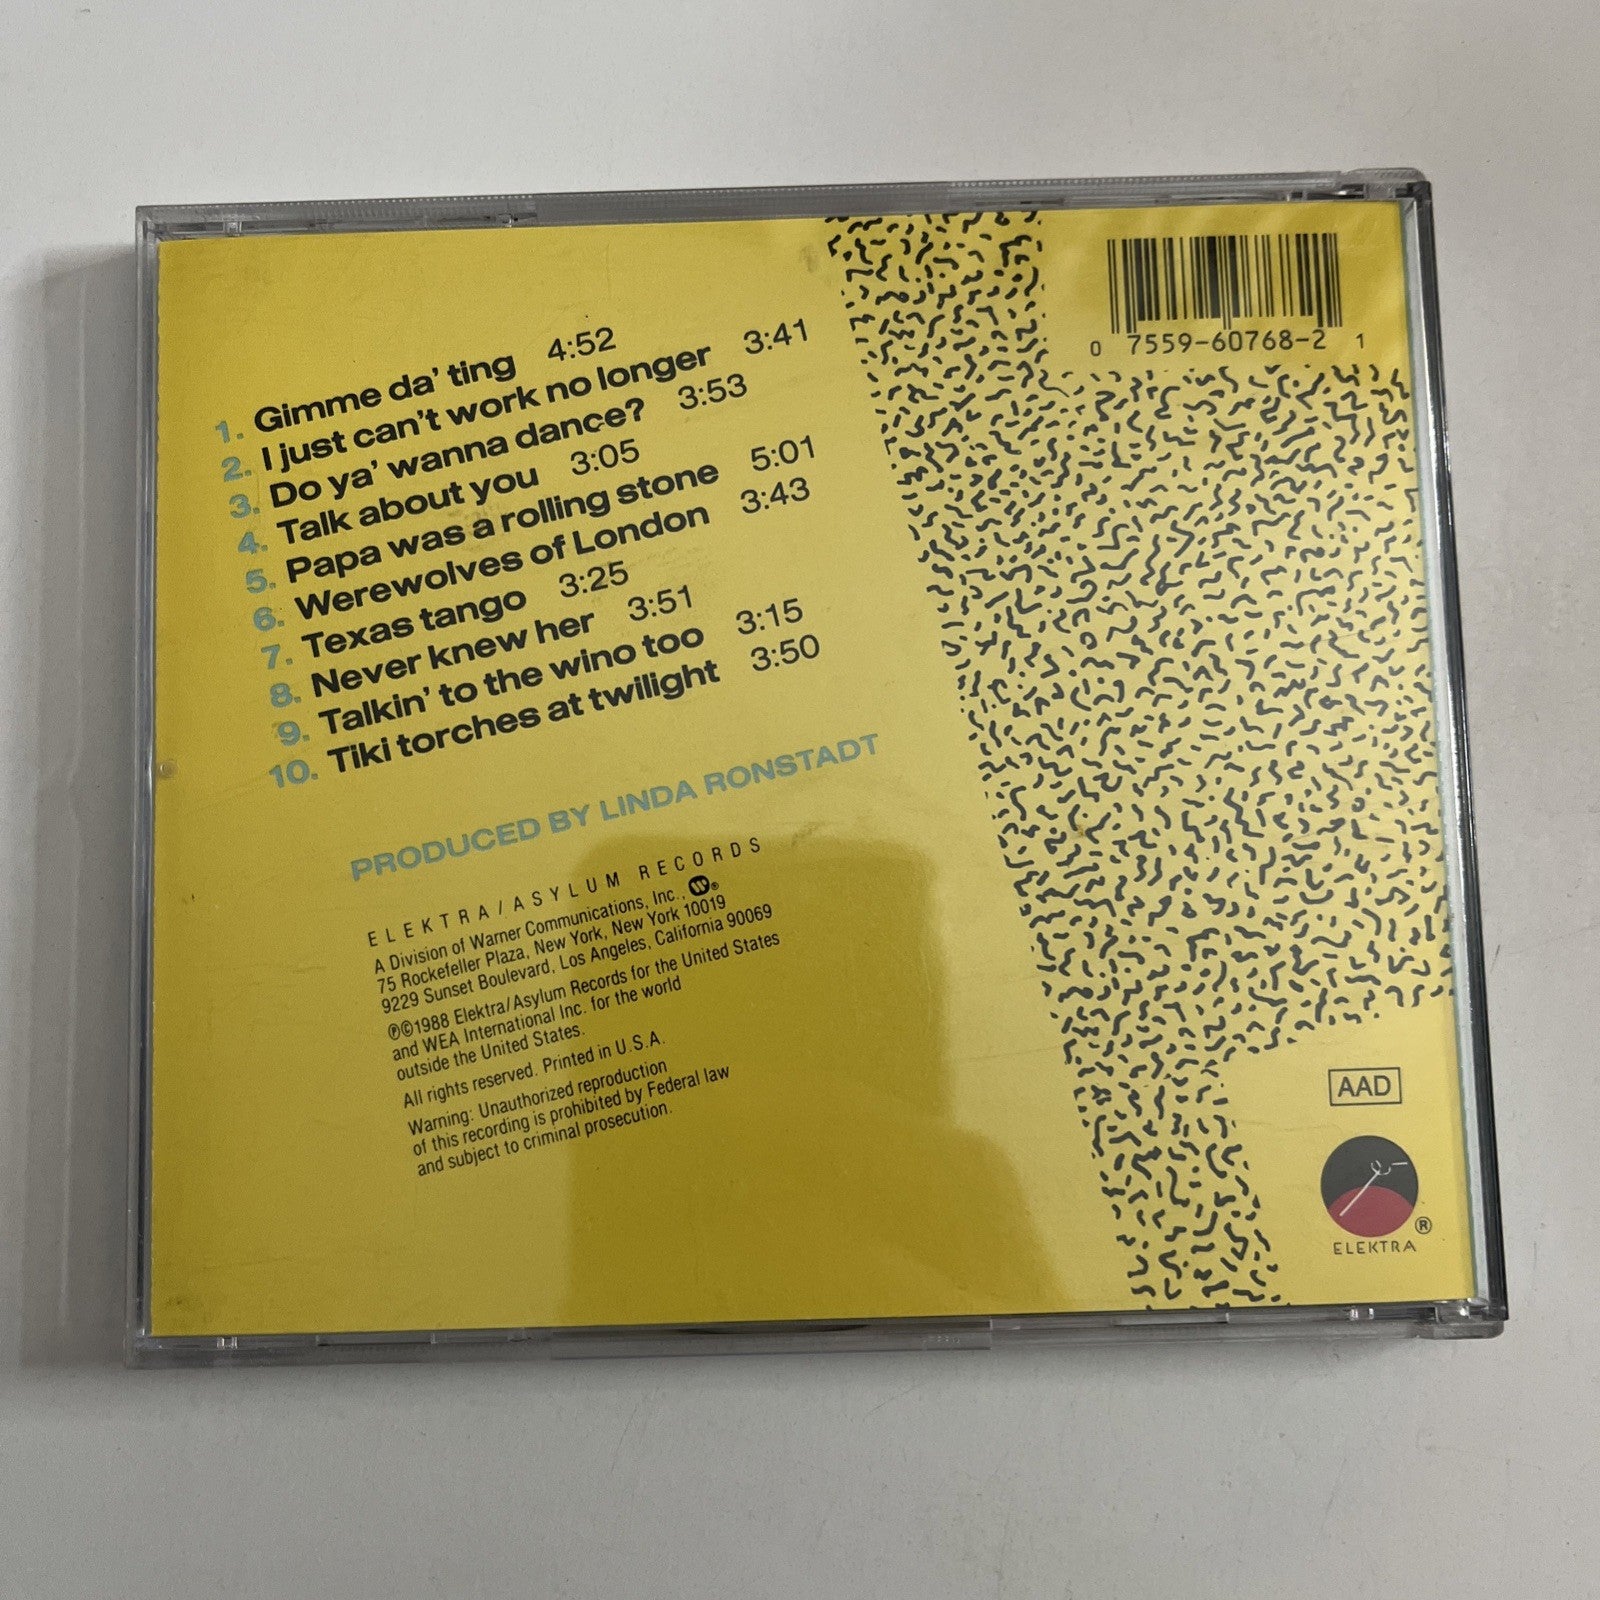 1. Gimme da' ting 4:52
2. I just can't work no longer 3:41
3. Do ya' wanna dance? 3:53
4. Talk about you 3:05
5. Papa was a rolling stone 5:01
6. Werewolves of London 3:43
7. Texas tango 3:25
8. Never knew her 3:51
9. Talkin' to the wino too 3:15
10. Tiki torches at twilight 3:50
PRODUCED BY LINDA RONSTADT
ELEKTRA/ASYLUM RECORDS
A Division of Warner Communications, Inc., ®
75 Rockefeller Plaza, New York, New York 10019
9229 Sunset Boulevard, Los Angeles, California 90069
℗©1988 Elektra/Asylum Records for the United States
and WEA International Inc. for the world
outside the United States.
All rights reserved. Printed in U.S.A.
Warning: Unauthorized reproduction
of this recording is prohibited by Federal law
and subject to criminal prosecution.
0 7559-60768-2 1
AAD
ELEKTRA ®